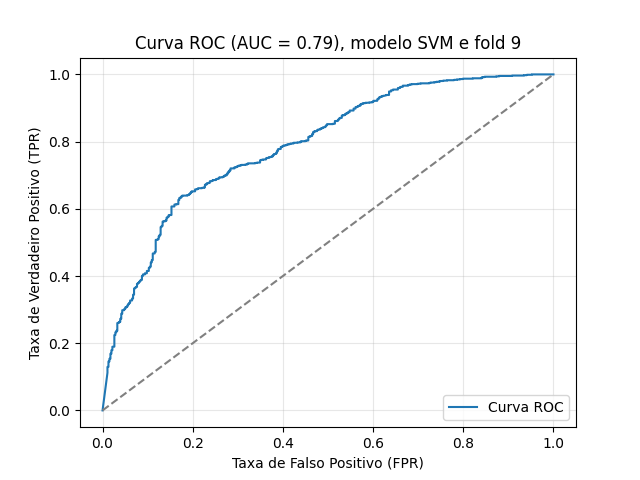 Curva ROC (AUC = 0.79), modelo SVM e fold 9
Taxa de Verdadeiro Positivo (TPR)
1.0
0.8
0.6
0.4
0.2
0.0
Curva ROC
0.0 0.2 0.4 0.6 0.8 1.0
Taxa de Falso Positivo (FPR)